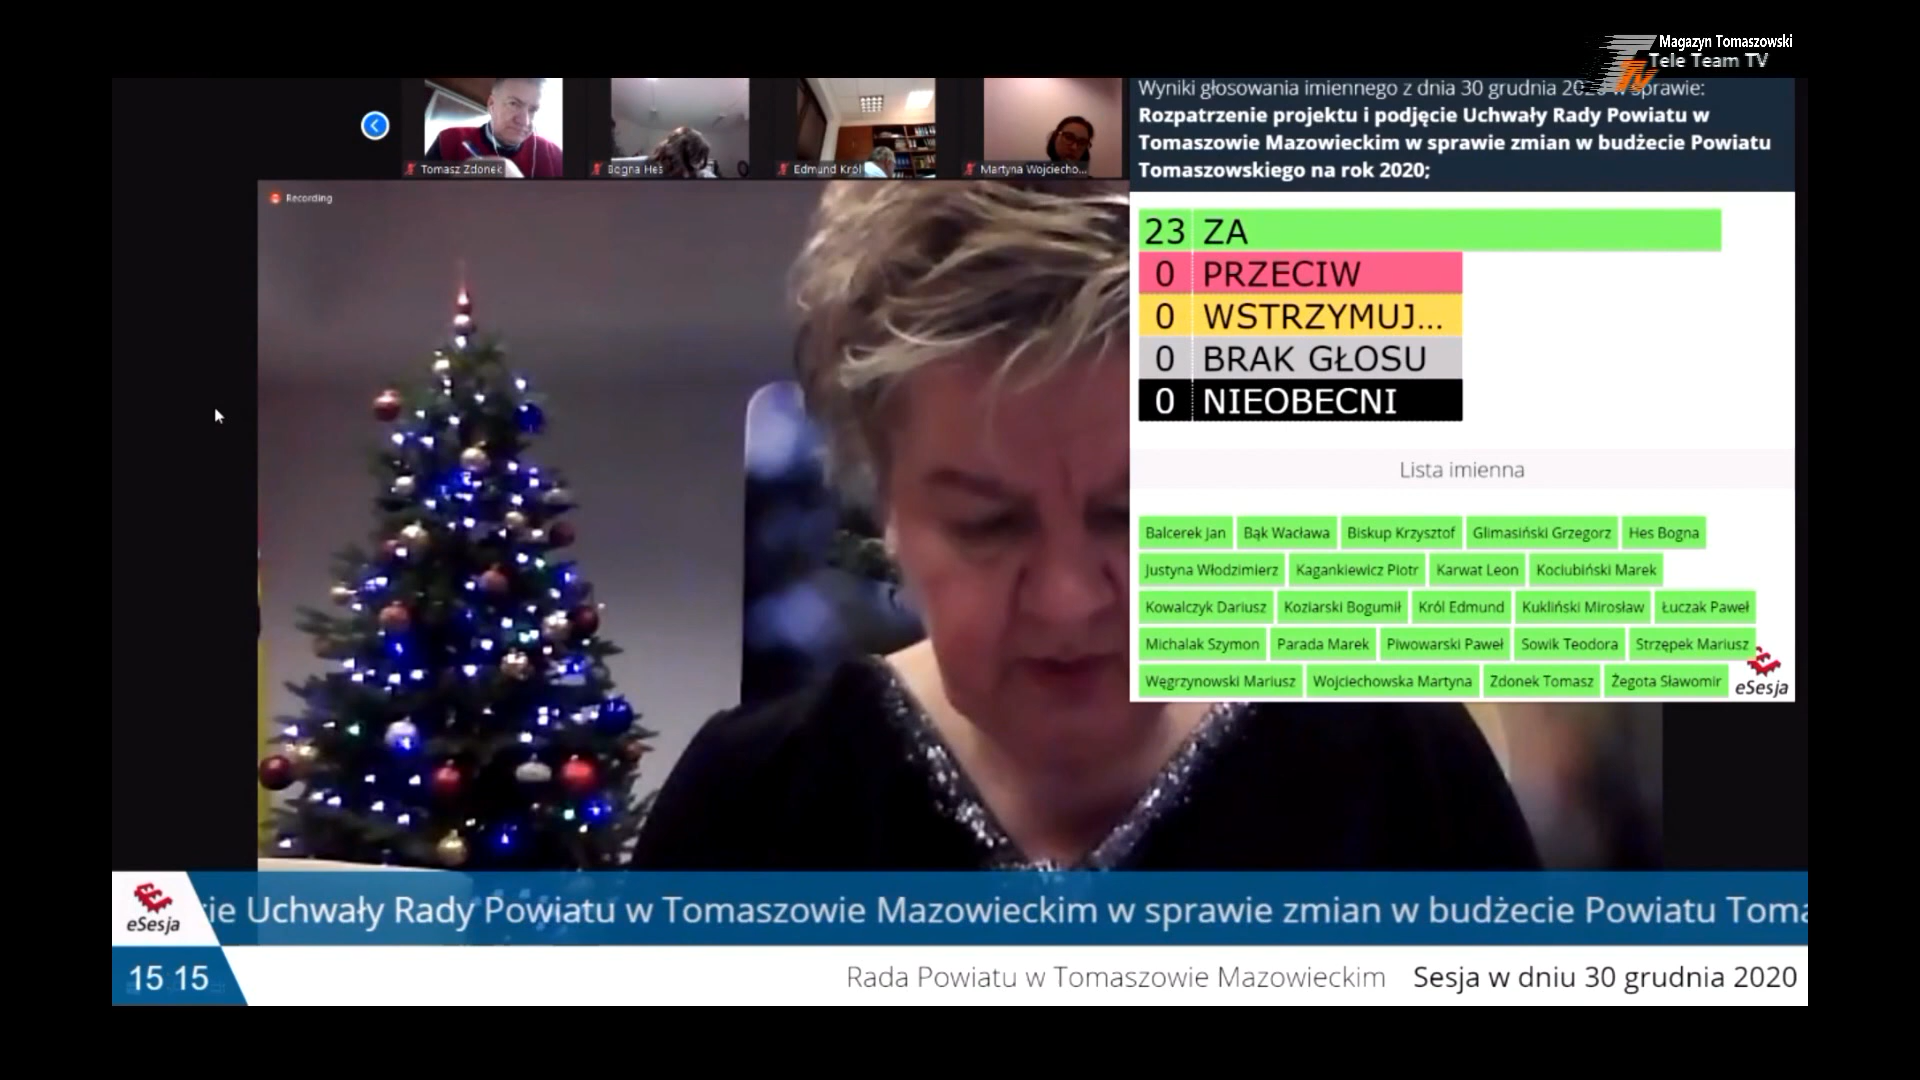 Magazyn Tomaszowski
Tele Team TV
Tomasz Zdonek
Bogna Hes
Edmund Król
Martyna Wojciecho...
Recording
Wyniki głosowania imiennego z dnia 30 grudnia sprawie:
Rozpatrzenie projektu i podjęcie Uchwały Rady Powiatu w
Tomaszowie Mazowieckim w sprawie zmian w budżecie Powiatu
Tomaszowskiego na rok 2020;
23 ZA
0 PRZECIW
0 WSTRZYMUJ...
0 BRAK GŁOSU
0 NIEOBECNI
Lista imienna
Balcerek Jan Bąk Wacława Biskup Krzysztof Glimasiński Grzegorz Hes Bogna
Justyna Włodzimierz Kagankiewicz Piotr Karwat Leon Kociubiński Marek
Kowalczyk Dariusz Koziarski Bogumił Król Edmund Kukliński Mirosław Łuczak Paweł
Michalak Szymon Parada Marek Piwowarski Paweł Sowik Teodora Strzępek Mariusz
Węgrzynowski Mariusz Wojciechowska Martyna Zdonek Tomasz Żegota Sławomir
eSesja
eSesja
ie Uchwały Rady Powiatu w Tomaszowie Mazowieckim w sprawie zmian w budżecie Powiatu Toma
15 15
Rada Powiatu w Tomaszowie Mazowieckim Sesja w dniu 30 grudnia 2020